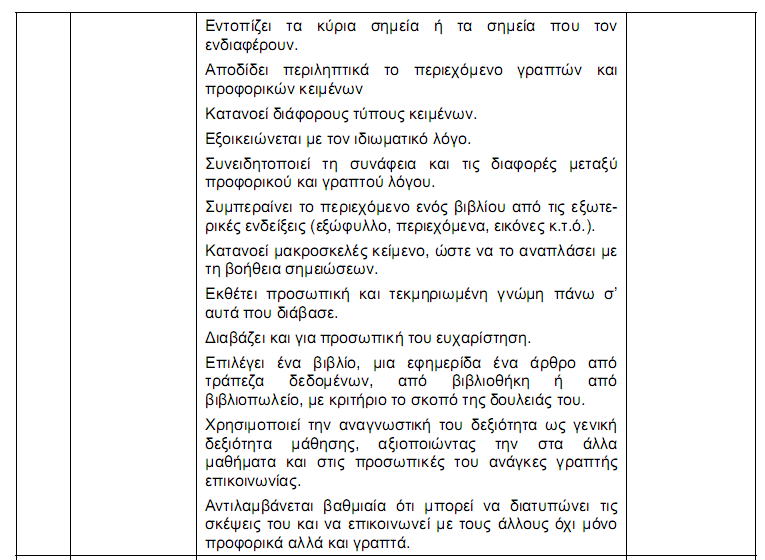 Εντοπίζει τα κύρια σημεία ή τα σημεία που τον
ενδιαφέρουν.
Αποδίδει περιληπτικά το περιεχόμενο γραπτών και
προφορικών κειμένων
Κατανοεί διάφορους τύπους κειμένων.
Εξοικειώνεται με τον ιδιωματικό λόγο.
Συνειδητοποιεί τη συνάφεια και τις διαφορές μεταξύ
προφορικού και γραπτού λόγου.
Συμπεραίνει το περιεχόμενο ενός βιβλίου από τις εξωτε-
ρικές ενδείξεις (εξώφυλλο, περιεχόμενα, εικόνες κ.τ.ό.).
Κατανοεί μακροσκελές κείμενο, ώστε να το αναπλάσει με
τη βοήθεια σημειώσεων.
Εκθέτει προσωπική και τεκμηριωμένη γνώμη πάνω σ'
αυτά που διάβασε.
Διαβάζει και για προσωπική του ευχαρίστηση.
Επιλέγει ένα βιβλίο, μια εφημερίδα ένα άρθρο από
τράπεζα δεδομένων, από βιβλιοθήκη ή από
βιβλιοπωλείο, με κριτήριο το σκοπό της δουλειάς του.
Χρησιμοποιεί την αναγνωστική του δεξιότητα ως γενική
δεξιότητα μάθησης, αξιοποιώντας την στα άλλα
μαθήματα και στις προσωπικές του ανάγκες γραπτής
επικοινωνίας.
Αντιλαμβάνεται βαθμιαία ότι μπορεί να διατυπώνει τις
σκέψεις του και να επικοινωνεί με τους άλλους όχι μόνο
προφορικά αλλά και γραπτά.